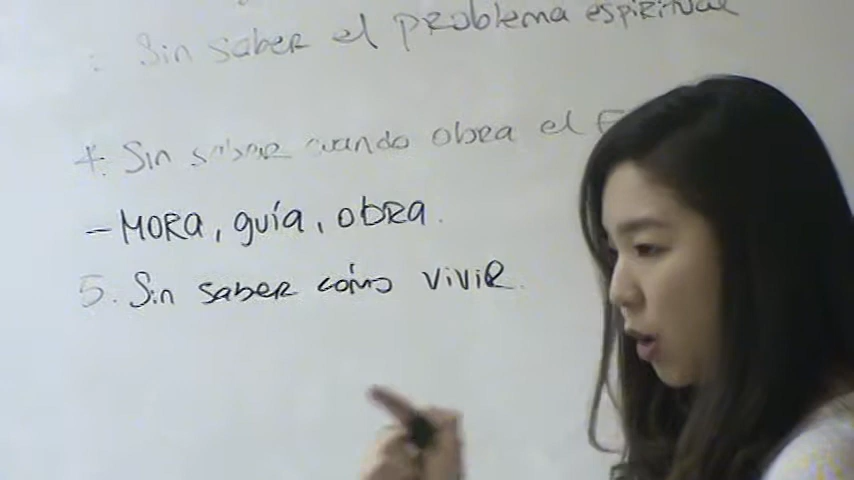 : Sin saber el problema espiritual
4. Sin saber cuando obra el E
- MORA, guía, obra.
5. Sin saber cómo vivir.